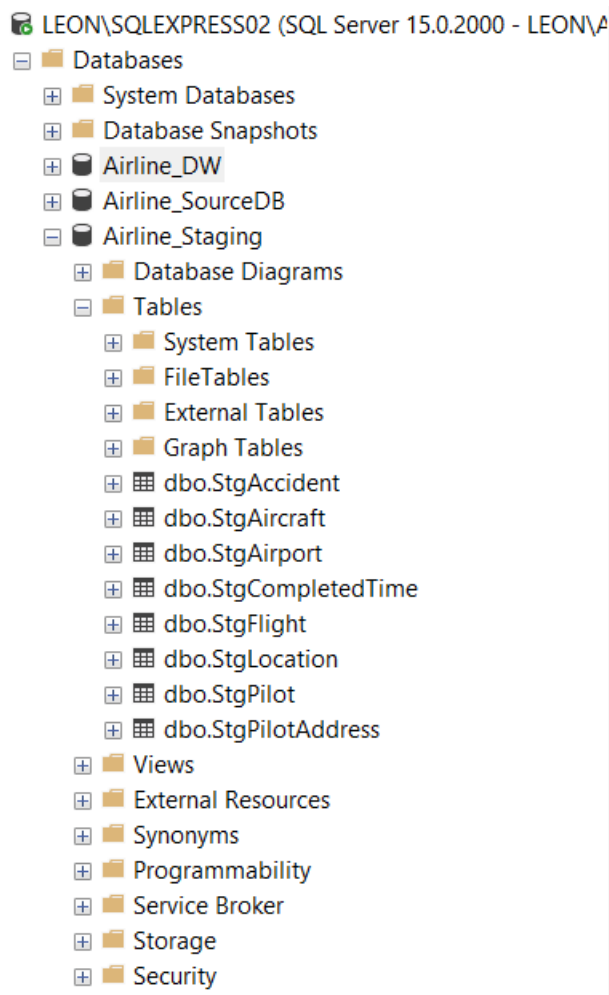 LEON\SQLEXPRESS02 (SQL Server 15.0.2000 - LEON\A
Databases
System Databases
Database Snapshots
Airline_DW
Airline_SourceDB
Airline_Staging
Database Diagrams
Tables
System Tables
FileTables
External Tables
Graph Tables
dbo.StgAccident
dbo.StgAircraft
dbo.StgAirport
dbo.StgCompletedTime
dbo.StgFlight
dbo.StgLocation
dbo.StgPilot
dbo.StgPilotAddress
Views
External Resources
Synonyms
Programmability
Service Broker
Storage
Security